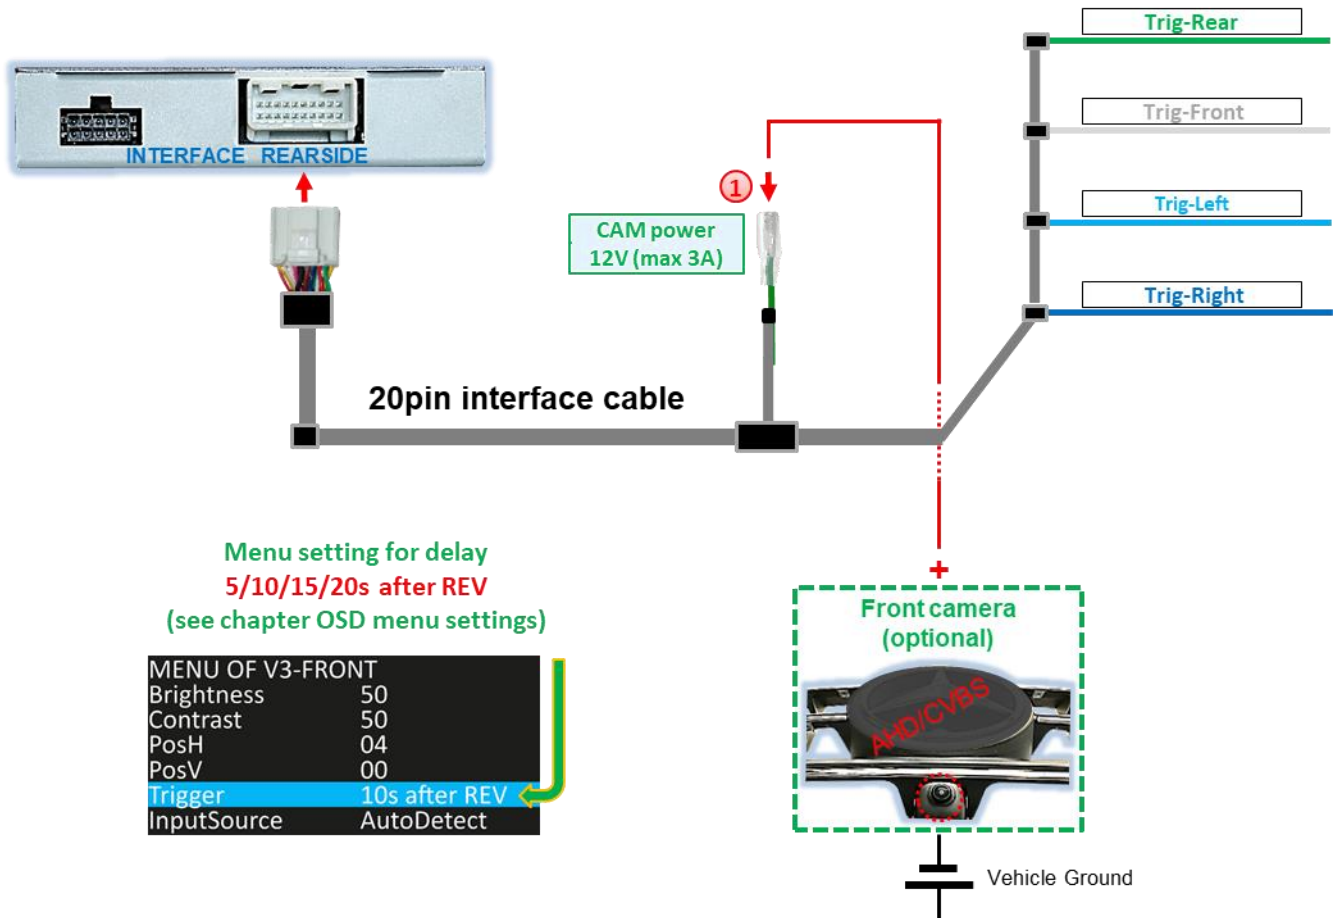 Trig-Rear
Trig-Front
Trig-Left
Trig-Right
INTERFACE REARSIDE
1
CAM power
12V (max 3A)
20pin interface cable
Menu setting for delay
5/10/15/20s after REV
(see chapter OSD menu settings)
MENU OF V3-FRONT
Brightness 50
Contrast 50
PosH 04
PosV 00
Trigger 10s after REV
InputSource AutoDetect
+
Front camera
(optional)
AHD/CVBS
Vehicle Ground